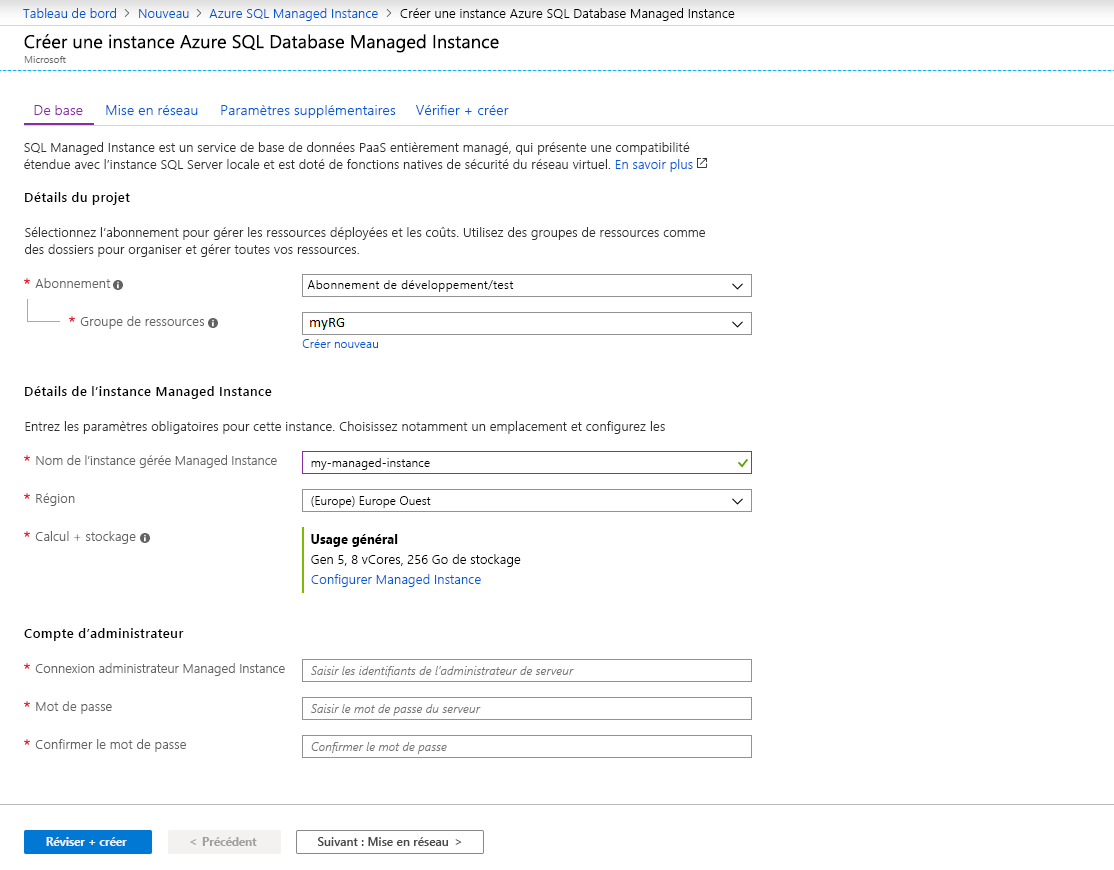 Tableau de bord > Nouveau > Azure SQL Managed Instance > Créer une instance Azure SQL Database Managed Instance
Créer une instance Azure SQL Database Managed Instance
Microsoft
De base Mise en réseau Paramètres supplémentaires Vérifier + créer
SQL Managed Instance est un service de base de données PaaS entièrement managé, qui présente une compatibilité
étendue avec l'instance SQL Server locale et est doté de fonctions natives de sécurité du réseau virtuel. En savoir plus
Détails du projet
Sélectionnez l'abonnement pour gérer les ressources déployées et les coûts. Utilisez des groupes de ressources comme
des dossiers pour organiser et gérer toutes vos ressources.
* Abonnement Abonnement de développement/test
* Groupe de ressources myRG
Créer nouveau
Détails de l'instance Managed Instance
Entrez les paramètres obligatoires pour cette instance. Choisissez notamment un emplacement et configurez les
* Nom de l'instance gérée Managed Instance my-managed-instance
* Région (Europe) Europe Ouest
* Calcul + stockage Usage général
Gen 5, 8 vCores, 256 Go de stockage
Configurer Managed Instance
Compte d'administrateur
* Connexion administrateur Managed Instance Saisir les identifiants de l'administrateur de serveur
* Mot de passe Saisir le mot de passe du serveur
* Confirmer le mot de passe Confirmer le mot de passe
Réviser + créer < Précédent Suivant : Mise en réseau >